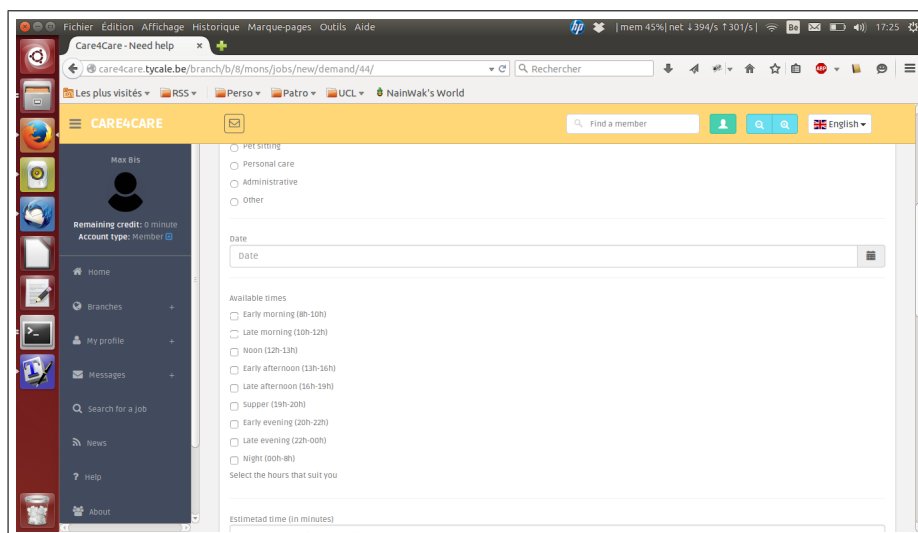 Fichier Édition Affichage Historique Marque-pages Outils Aide
mem 45%| net ↓394/s ↑301/s | Be 17:25
Care4Care - Need help
care4care.tycale.be/branch/b/8/mons/jobs/new/demand/44/
Rechercher
Les plus visités RSS Perso Patro UCL NainWak's World
CARE4CARE
Find a member
English
Max Bis
Remaining credit: 0 minute
Account type: Member
Home
Branches +
My profile +
Messages +
Search for a job
News
Help
About
Pet sitting
Personal care
Administrative
Other
Date
Date
Available times
Early morning (8h-10h)
Late morning (10h-12h)
Noon (12h-13h)
Early afternoon (13h-16h)
Late afternoon (16h-19h)
Supper (19h-20h)
Early evening (20h-22h)
Late evening (22h-00h)
Night (00h-8h)
Select the hours that suit you
Estimetad time (in minutes)